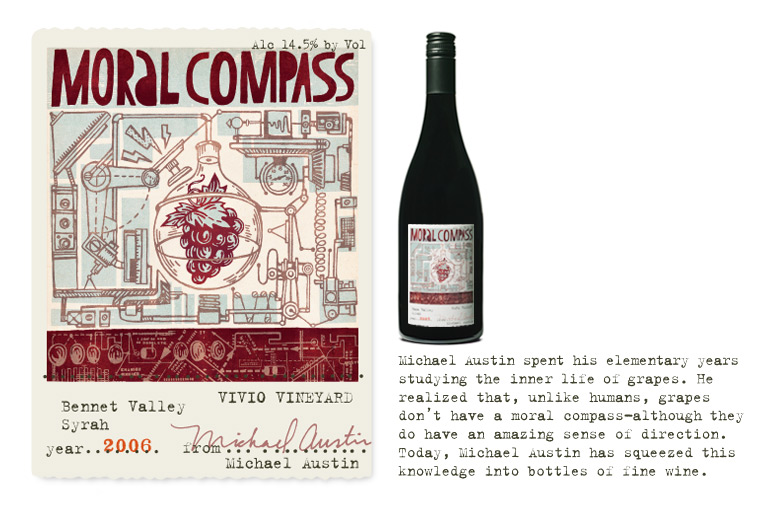 Alc 14.5% by Vol
MORAL COMPASS
VIVIO VINEYARD
Bennet Valley
Syrah
year..2006. from Michael Austin
Michael Austin
MORAL COMPASS
Michael Austin spent his elementary years
studying the inner life of grapes. He
realized that, unlike humans, grapes
don't have a moral compass—although they
do have an amazing sense of direction.
Today, Michael Austin has squeezed this
knowledge into bottles of fine wine.